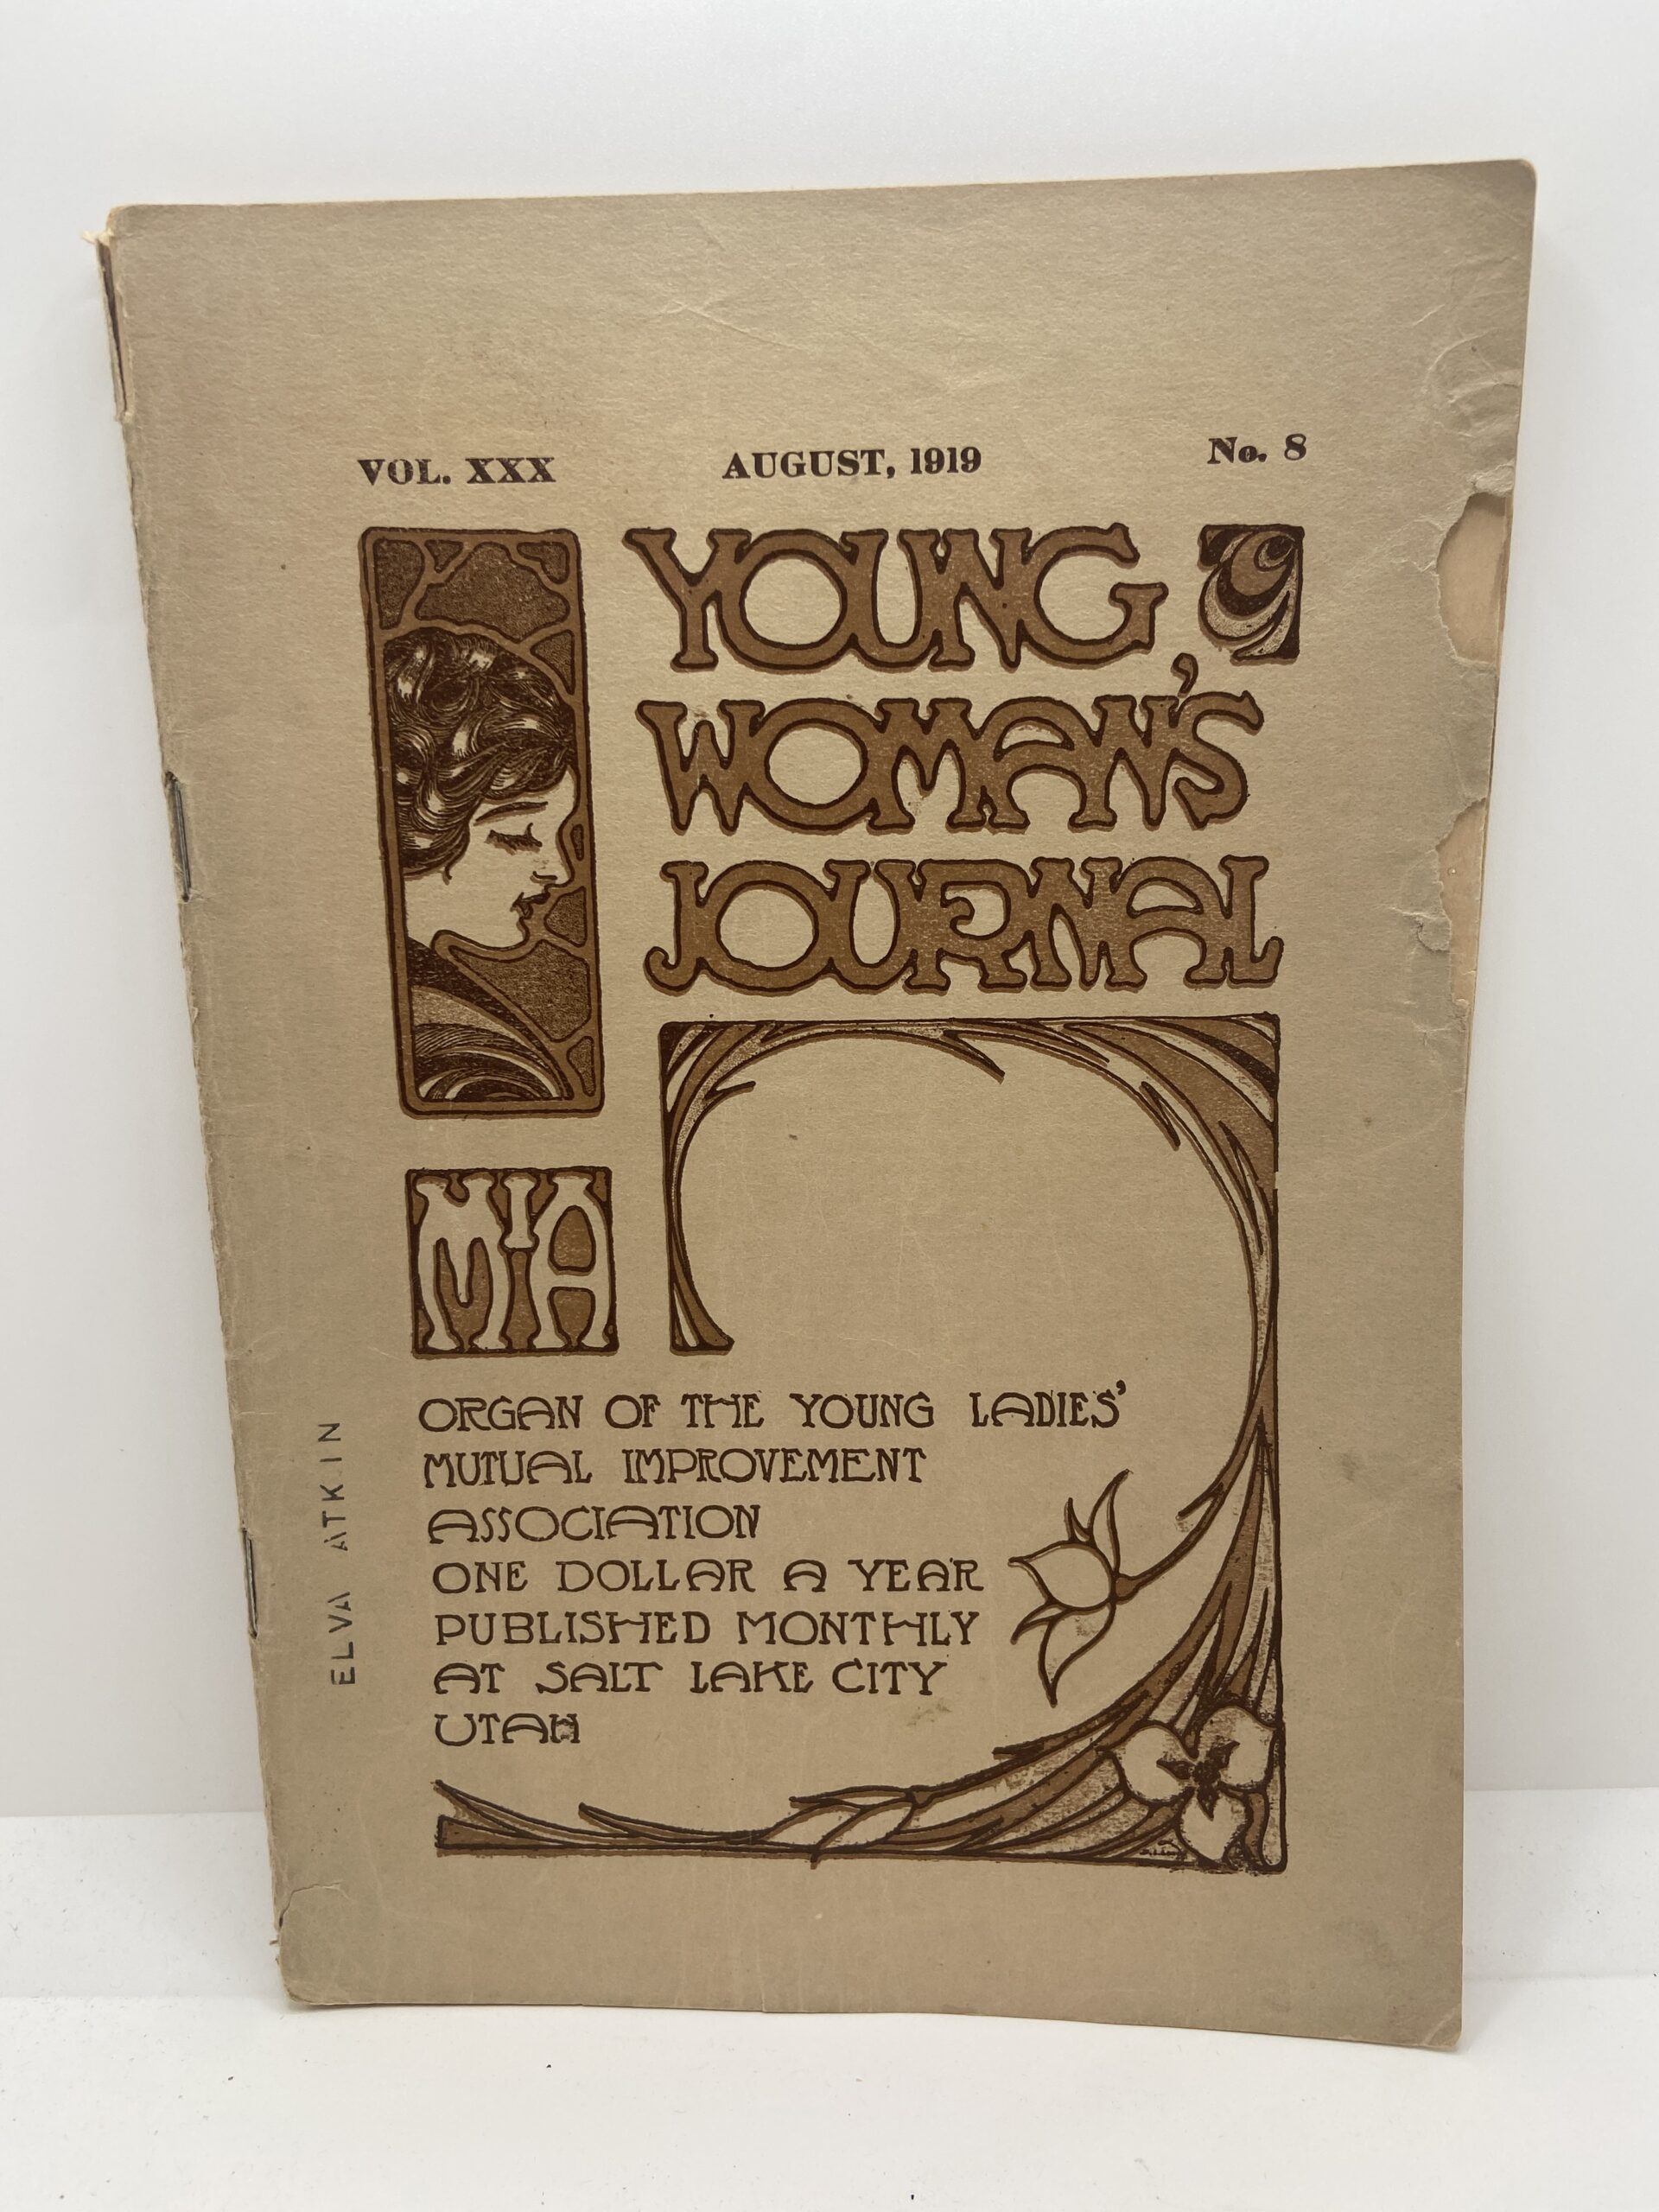 VOL. XXX AUGUST, 1919 No. 8
YOUNG
WOMAN'S
JOURNAL
MIA
ORGAN OF THE YOUNG LADIES'
MUTUAL IMPROVEMENT
ASSOCIATION
ONE DOLLAR A YEAR
PUBLISHED MONTHLY
AT SALT LAKE CITY
UTAH
ELVA ATKIN